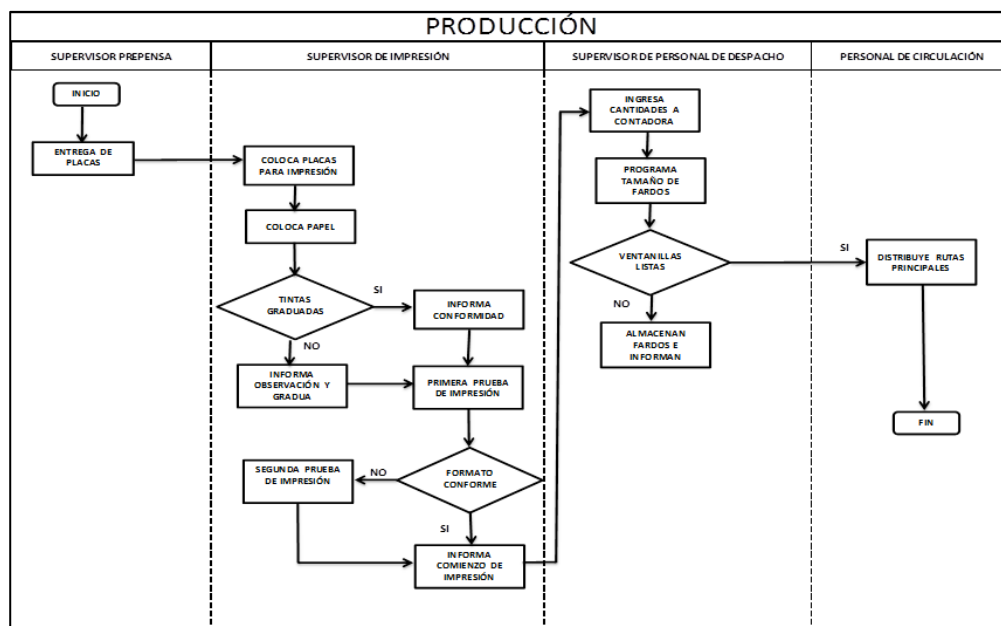 PRODUCCIÓN
SUPERVISOR PREPENSA
SUPERVISOR DE IMPRESIÓN
SUPERVISOR DE PERSONAL DE DESPACHO
PERSONAL DE CIRCULACIÓN
INICIO
ENTREGA DE
PLACAS
COLOCA PLACAS
PARA IMPRESIÓN
COLOCA PAPEL
TINTAS
GRADUADAS
SI
NO
INFORMA
CONFORMIDAD
INFORMA
OBSERVACIÓN Y
GRADUA
PRIMERA PRUEBA
DE IMPRESIÓN
FORMATO
CONFORME
NO
SI
SEGUNDA PRUEBA
DE IMPRESIÓN
INFORMA
COMIENZO DE
IMPRESIÓN
INGRESA
CANTIDADES A
CONTADORA
PROGRAMA
TAMAÑO DE
FARDOS
VENTANILLAS
LISTAS
SI
NO
ALMACENAN
FARDOS E
INFORMAN
DISTRIBUYE RUTAS
PRINCIPALES
FIN